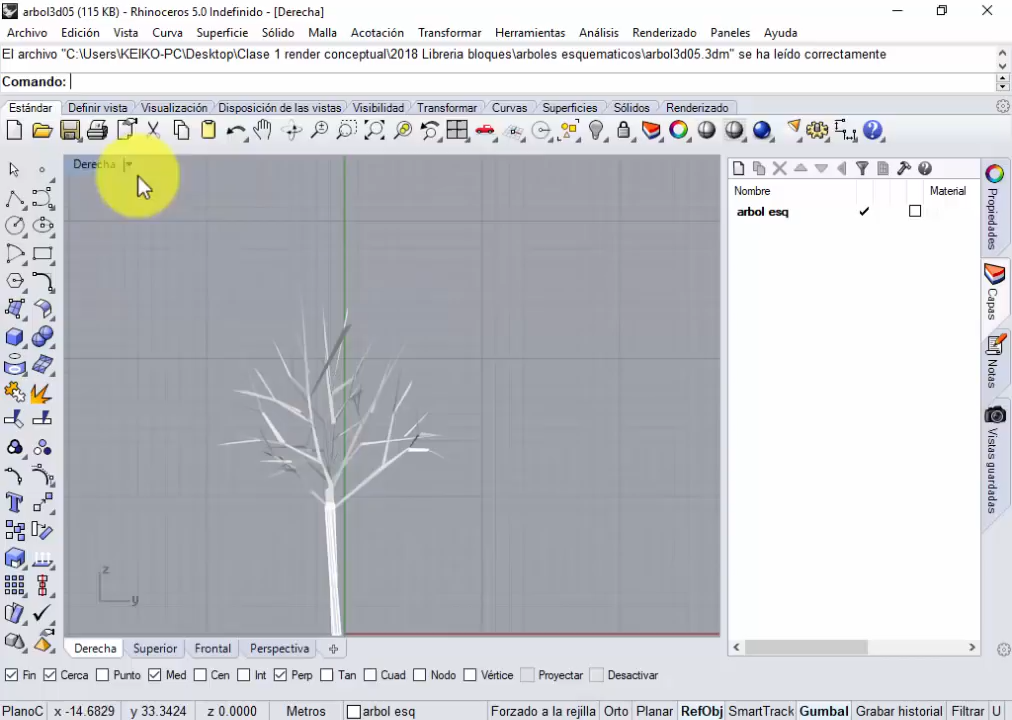 arbol3d05 (115 KB) - Rhinoceros 5.0 Indefinido - [Derecha]
Archivo Edición Vista Curva Superficie Sólido Malla Acotación Transformar Herramientas Análisis Renderizado Paneles Ayuda
El archivo "C:\Users\KEIKO-PC\Desktop\Clase 1 render conceptual\2018 Libreria bloques\arboles esquematicos\arbol3d05.3dm" se ha leído correctamente
Comando:
Estándar Definir vista Visualización Disposición de las vistas Visibilidad Transformar Curvas Superficies Sólidos Renderizado
Derecha
Nombre Material
arbol esq
Propiedades
Capas
Notas
Vistas guardadas
z
y
Derecha Superior Frontal Perspectiva
Fin Cerca Punto Med Cen Int Perp Tan Cuad Nodo Vértice Proyectar Desactivar
PlanoC x -14.6829 y 33.3424 z 0.0000 Metros arbol esq Forzado a la rejilla Orto Planar RefObj SmartTrack Gumbal Grabar historial Filtrar U